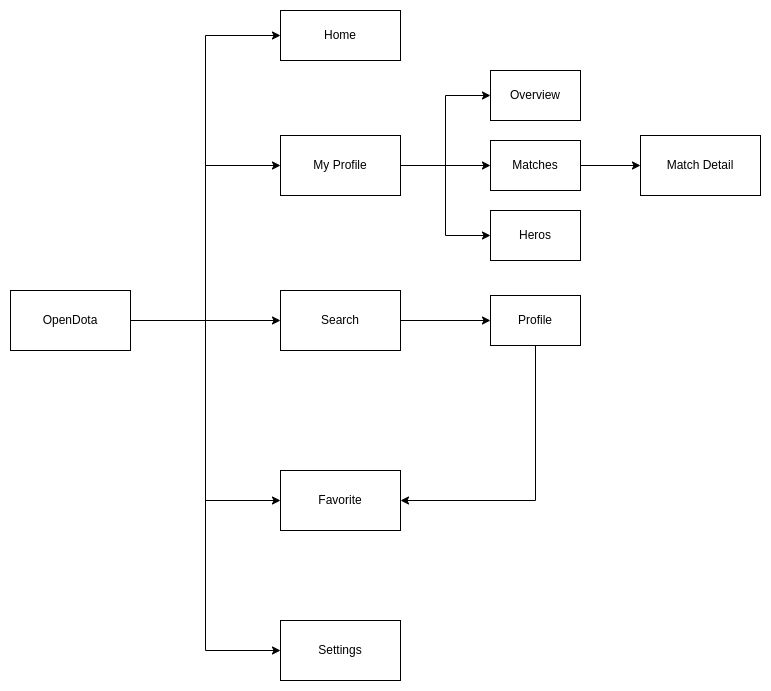 Home
Overview
My Profile
Matches
Match Detail
Heros
OpenDota
Search
Profile
Favorite
Settings